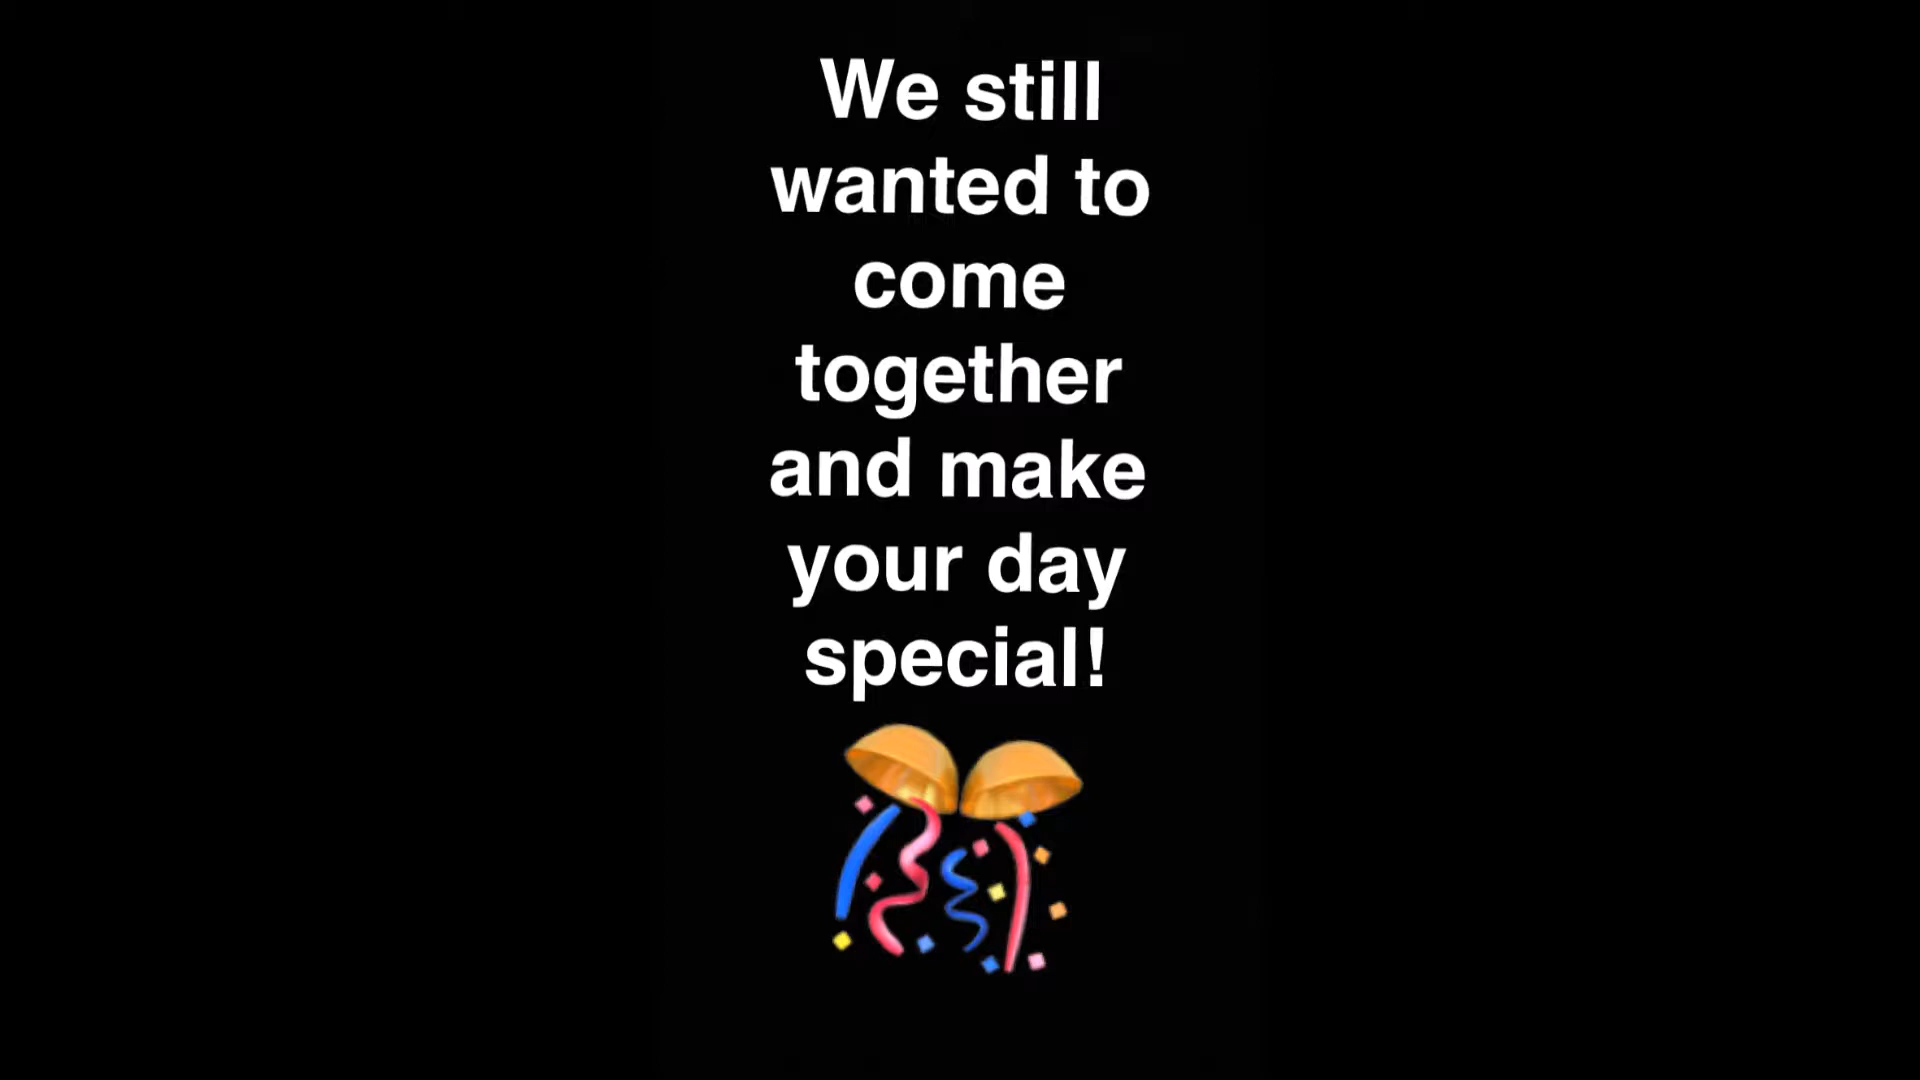 We still
wanted to
come
together
and make
your day
special!